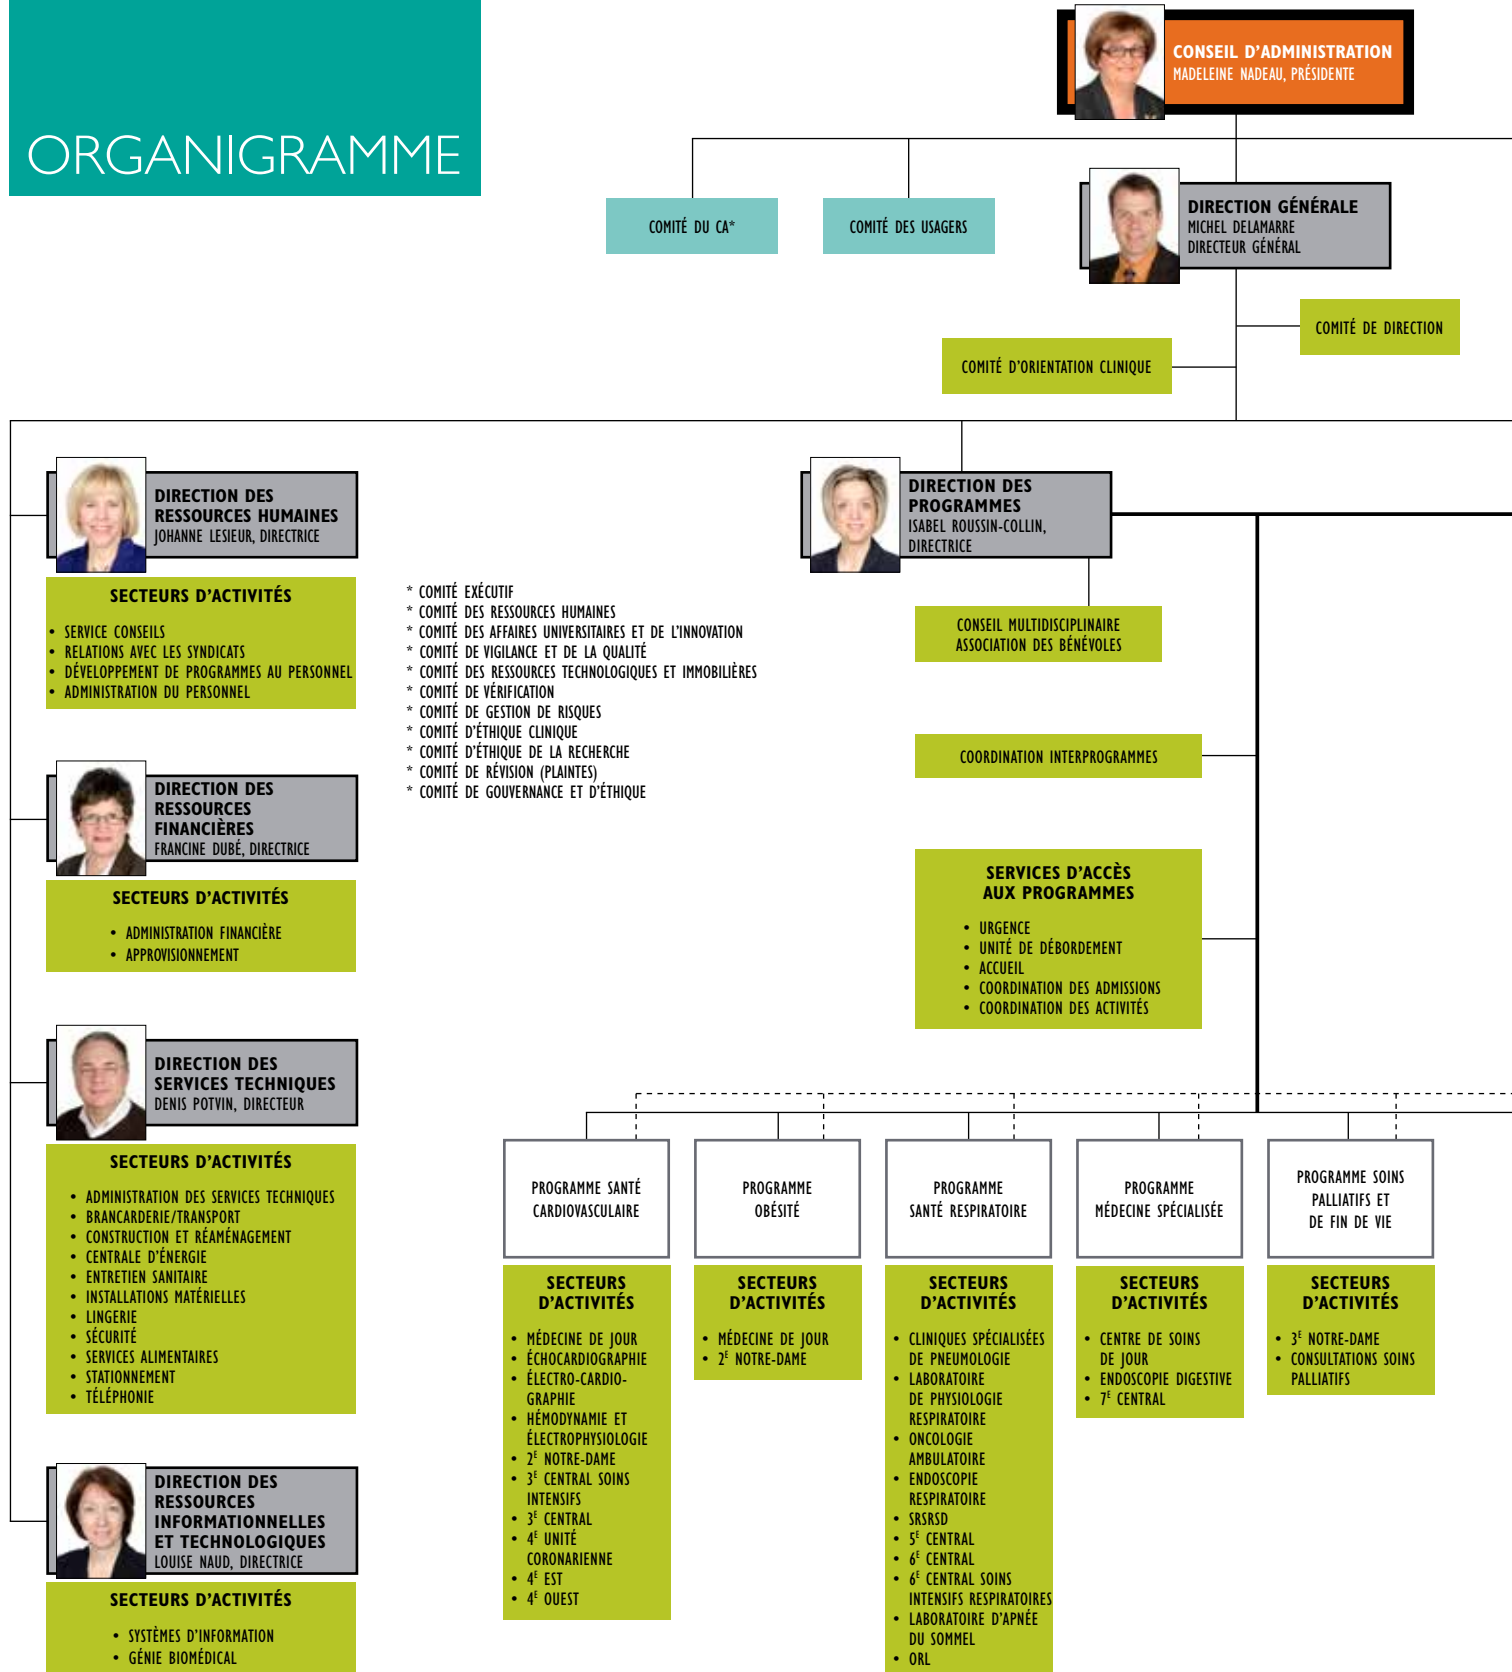 ORGANIGRAMME
CONSEIL D'ADMINISTRATION
MADELEINE NADEAU, PRÉSIDENTE
COMITÉ DU CA*
COMITÉ DES USAGERS
DIRECTION GÉNÉRALE
MICHEL DELAMARRE
DIRECTEUR GÉNÉRAL
COMITÉ DE DIRECTION
COMITÉ D'ORIENTATION CLINIQUE
DIRECTION DES
RESSOURCES HUMAINES
JOHANNE LESIEUR, DIRECTRICE
SECTEURS D'ACTIVITÉS
• SERVICE CONSEILS
• RELATIONS AVEC LES SYNDICATS
• DÉVELOPPEMENT DE PROGRAMMES AU PERSONNEL
• ADMINISTRATION DU PERSONNEL
* COMITÉ EXÉCUTIF
* COMITÉ DES RESSOURCES HUMAINES
* COMITÉ DES AFFAIRES UNIVERSITAIRES ET DE L'INNOVATION
* COMITÉ DE VIGILANCE ET DE LA QUALITÉ
* COMITÉ DES RESSOURCES TECHNOLOGIQUES ET IMMOBILIÈRES
* COMITÉ DE VÉRIFICATION
* COMITÉ DE GESTION DE RISQUES
* COMITÉ D'ÉTHIQUE CLINIQUE
* COMITÉ D'ÉTHIQUE DE LA RECHERCHE
* COMITÉ DE RÉVISION (PLAINTES)
* COMITÉ DE GOUVERNANCE ET D'ÉTHIQUE
DIRECTION DES
RESSOURCES
FINANCIÈRES
FRANCINE DUBÉ, DIRECTRICE
SECTEURS D'ACTIVITÉS
• ADMINISTRATION FINANCIÈRE
• APPROVISIONNEMENT
DIRECTION DES
SERVICES TECHNIQUES
DENIS POTVIN, DIRECTEUR
SECTEURS D'ACTIVITÉS
• ADMINISTRATION DES SERVICES TECHNIQUES
• BRANCARDERIE/TRANSPORT
• CONSTRUCTION ET RÉAMÉNAGEMENT
• CENTRALE D'ÉNERGIE
• ENTRETIEN SANITAIRE
• INSTALLATIONS MATÉRIELLES
• LINGERIE
• SÉCURITÉ
• SERVICES ALIMENTAIRES
• STATIONNEMENT
• TÉLÉPHONIE
DIRECTION DES
RESSOURCES
INFORMATIONNELLES
ET TECHNOLOGIQUES
LOUISE NAUD, DIRECTRICE
SECTEURS D'ACTIVITÉS
• SYSTÈMES D'INFORMATION
• GÉNIE BIOMÉDICAL
DIRECTION DES
PROGRAMMES
ISABEL ROUSSIN-COLLIN,
DIRECTRICE
CONSEIL MULTIDISCIPLINAIRE
ASSOCIATION DES BÉNÉVOLES
COORDINATION INTERPROGRAMMES
SERVICES D'ACCÈS
AUX PROGRAMMES
• URGENCE
• UNITÉ DE DÉBORDEMENT
• ACCUEIL
• COORDINATION DES ADMISSIONS
• COORDINATION DES ACTIVITÉS
PROGRAMME SANTÉ
CARDIOVASCULAIRE
SECTEURS
D'ACTIVITÉS
• MÉDECINE DE JOUR
• ÉCHOCARDIOGRAPHIE
• ÉLECTRO-CARDIO-
GRAPHIE
• HÉMODYNAMIE ET
ÉLECTROPHYSIOLOGIE
• 2E NOTRE-DAME
• 3E CENTRAL SOINS
INTENSIFS
• 3E CENTRAL
• 4E UNITÉ
CORONARIENNE
• 4E EST
• 4E OUEST
PROGRAMME
OBÉSITÉ
SECTEURS
D'ACTIVITÉS
• MÉDECINE DE JOUR
• 2E NOTRE-DAME
PROGRAMME
SANTÉ RESPIRATOIRE
SECTEURS
D'ACTIVITÉS
• CLINIQUES SPÉCIALISÉES
DE PNEUMOLOGIE
• LABORATOIRE
DE PHYSIOLOGIE
RESPIRATOIRE
• ONCOLOGIE
AMBULATOIRE
• ENDOSCOPIE
RESPIRATOIRE
• SRSRSD
• 5E CENTRAL
• 6E CENTRAL
• 6E CENTRAL SOINS
INTENSIFS RESPIRATOIRES
• LABORATOIRE D'APNÉE
DU SOMMEL
• ORL
PROGRAMME
MÉDECINE SPÉCIALISÉE
SECTEURS
D'ACTIVITÉS
• CENTRE DE SOINS
DE JOUR
• ENDOSCOPIE DIGESTIVE
• 7E CENTRAL
PROGRAMME SOINS
PALLIATIFS ET
DE FIN DE VIE
SECTEURS
D'ACTIVITÉS
• 3E NOTRE-DAME
• CONSULTATIONS SOINS
PALLIATIFS